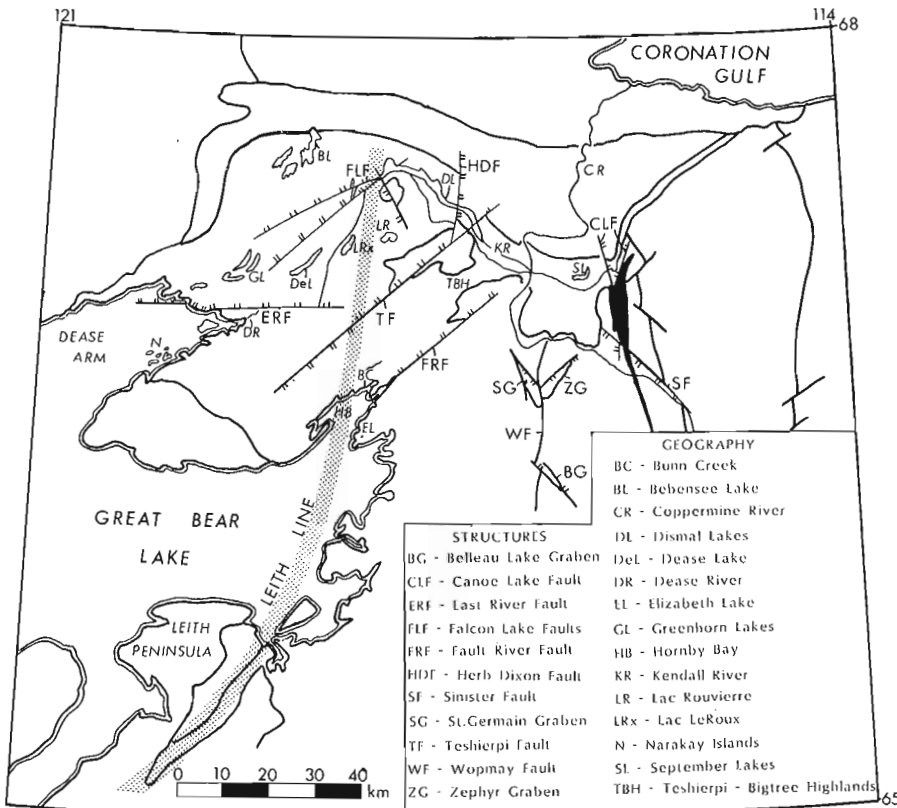 121
114
68
CORONATION
GULF
BL
FLF
DL
HDF
CR
LR
LRx
CLF
KR
SL
GL
DeL
TBH
ERF
TF
DR
DEASE
ARM
N
FRF
B
SG
ZG
SF
HB
EL
WF
BG
GREAT BEAR
LAKE
LEITH LINE
LEITH
PENINSULA
0 10 20 30 40
km
65
STRUCTURES
BG - Belleau Lake Graben
CLF - Canoe Lake Fault
ERF - East River Fault
FLF - Falcon Lake Faults
FRF - Fault River Fault
HDF - Herb Dixon Fault
SF - Sinister Fault
SG - St.Germain Graben
TF - Teshierpi Fault
WF - Wopmay Fault
ZG - Zephyr Graben
GEOGRAPHY
BC - Bunn Creek
BL - Bebensee Lake
CR - Coppermine River
DL - Dismal Lakes
DeL - Dease Lake
DR - Dease River
EL - Elizabeth Lake
GL - Greenhorn Lakes
HB - Hornby Bay
KR - Kendall River
LR - Lac Rouvierre
LRx - Lac LeRoux
N - Narakay Islands
SL - September Lakes
TBH - Teshierpi - Bigtree Highlands